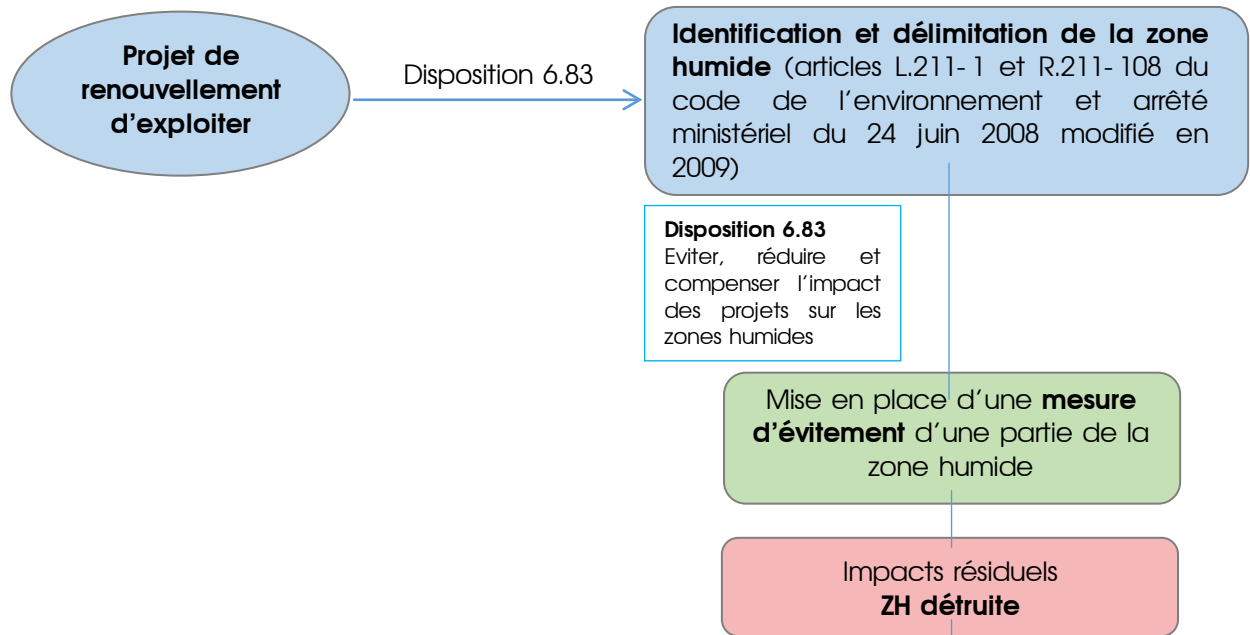 Projet de
renouvellement
d'exploiter
Disposition 6.83
Identification et délimitation de la zone
humide (articles L.211-1 et R.211-108 du
code de l'environnement et arrêté
ministériel du 24 juin 2008 modifié en
2009)
Disposition 6.83
Eviter, réduire et
compenser l'impact
des projets sur les
zones humides
Mise en place d'une mesure
d'évitement d'une partie de la
zone humide
Impacts résiduels
ZH détruite